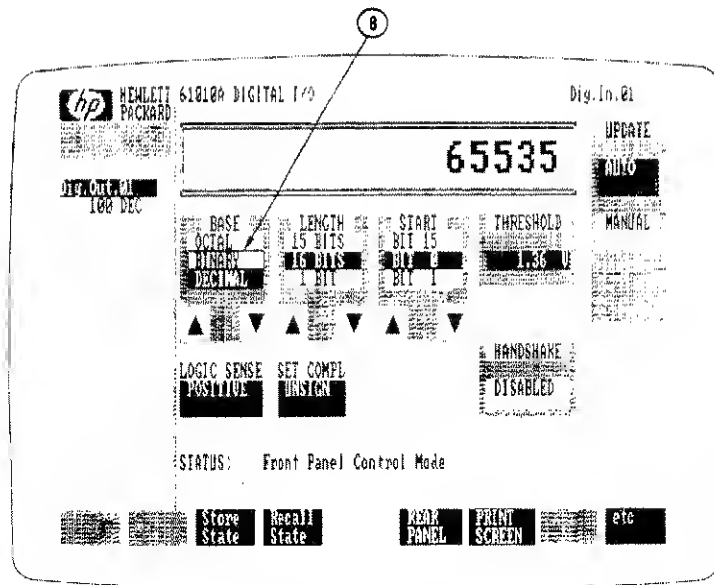 8
hp HEWLETT PACKARD 61010A DIGITAL I/O Dig.In.01
65535
UPDATE
AUTO
MANUAL
Dig.Out.01
100 DEC
BASE
OCTAL
BINARY
DECIMAL
LENGTH
15 BITS
16 BITS
1 BIT
START
BIT 15
BIT 0
BIT 1
THRESHOLD
1.36 V
LOGIC SENSE
POSITIVE
SET COMPL
UNSIGN
HANDSHAKE
DISABLED
STATUS: Front Panel Control Mode
Store State
Recall State
REAR PANEL
PRINT SCREEN
etc